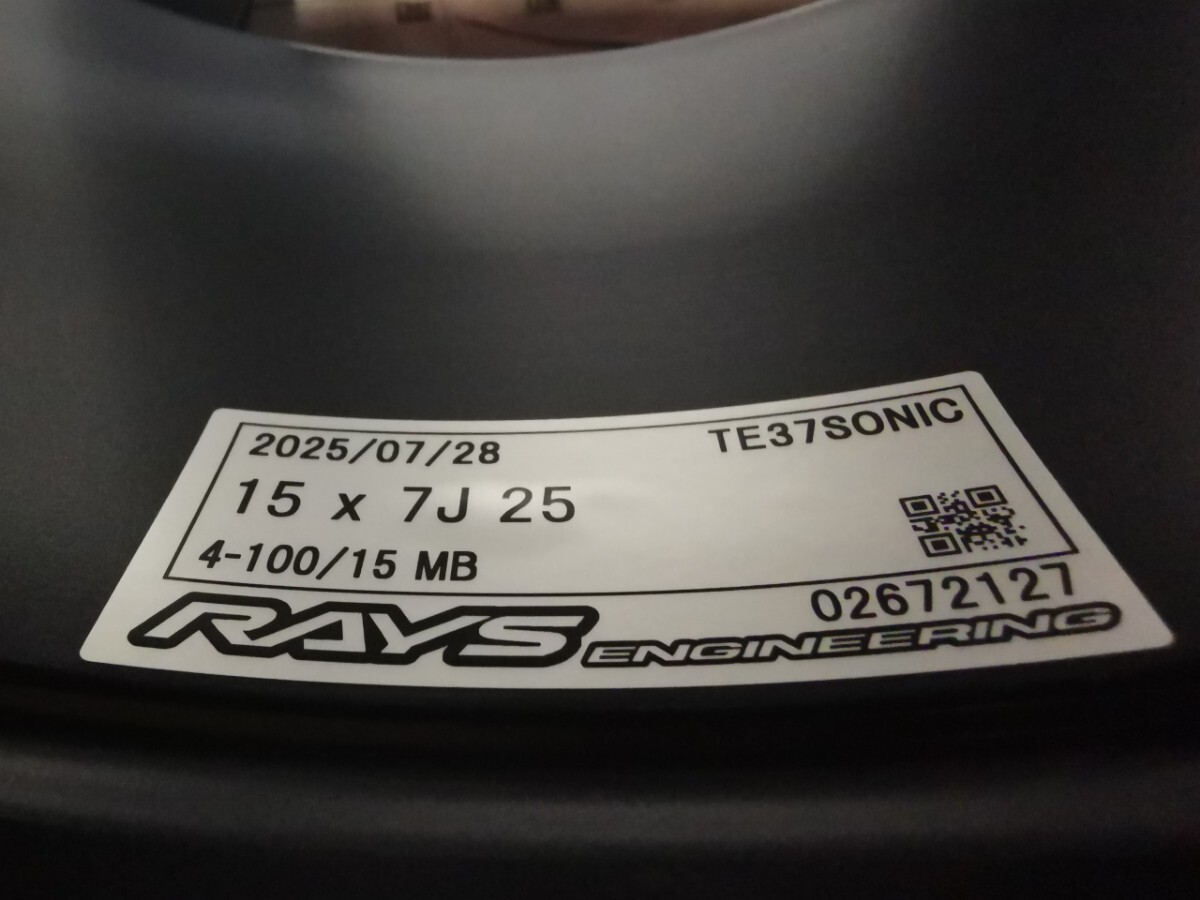 2025/07/28 TE37SONIC
15 x 7J 25
4-100/15 MB
02672127
RAYS ENGINEERING